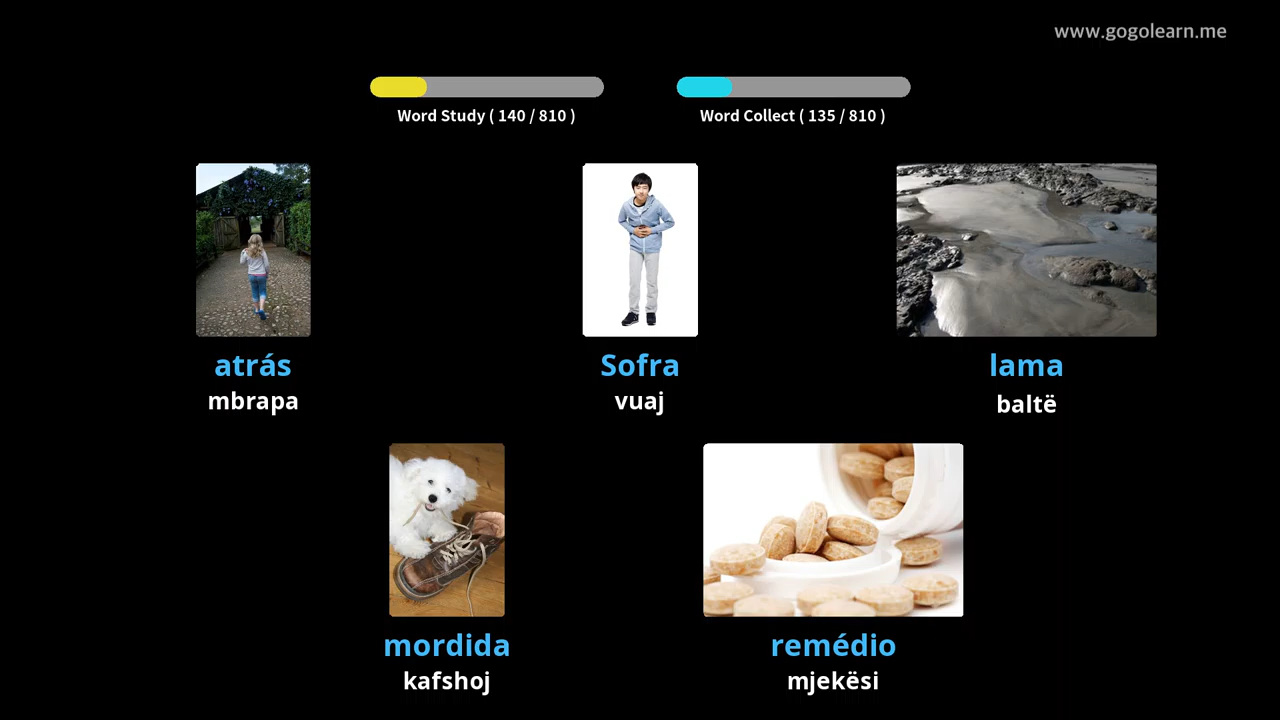 www.gogolearn.me
Word Study ( 140 / 810 )
Word Collect ( 135 / 810 )
atrás
mbrapa
Sofra
vuaj
lama
baltë
mordida
kafshoj
remédio
mjekësi